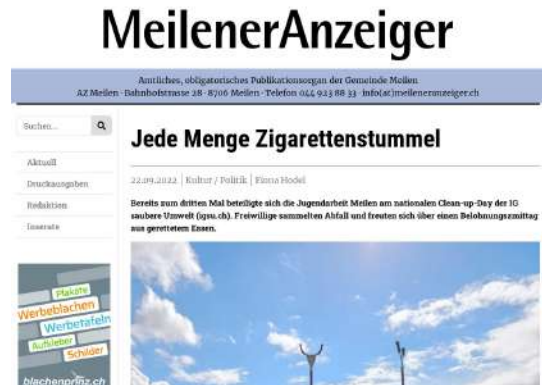 MeilenerAnzeiger
Amtliches, obligatorisches Publikationsorgan der Gemeinde Meilen
AZ Meilen · Bahnhofstrasse 28 · 8706 Meilen · Telefon 044 923 88 33 · info(at)meileneranzeiger.ch
Suchen...
Aktuell
Druckausgaben
Redaktion
Inserate
Jede Menge Zigarettenstummel
22.09.2022 | Kultur / Politik | Fiona Hodel
Bereits zum dritten Mal beteiligte sich die Jugendarbeit Meilen am nationalen Clean-up-Day der IG
saubere Umwelt (igsu.ch). Freiwillige sammelten Abfall und freuten sich über einen Belohnungszmittag
aus gerettetem Essen.
Plakate
Werbeblachen
Werbetafeln
Aufkleber
Schilder
blachenprinz.ch